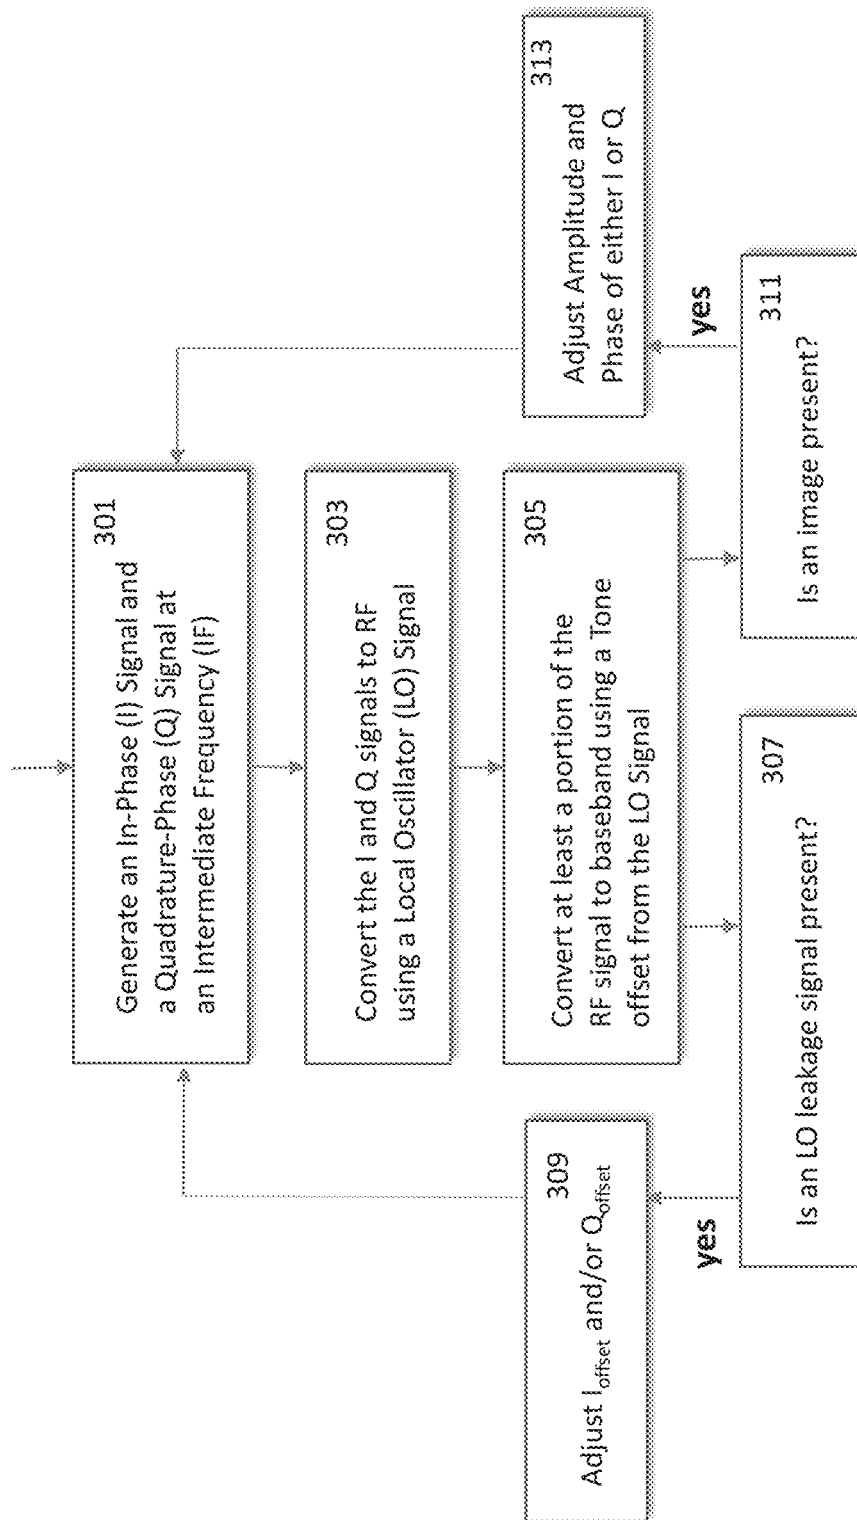 301
Generate an In-Phase (I) Signal and
a Quadrature-Phase (Q) Signal at
an Intermediate Frequency (IF)
303
Convert the I and Q signals to RF
using a Local Oscillator (LO) Signal
305
Convert at least a portion of the
RF signal to baseband using a Tone
offset from the LO Signal
309
Adjust Ioffset and/or Qoffset
yes
307
Is an LO leakage signal present?
313
Adjust Amplitude and
Phase of either I or Q
yes
311
Is an image present?